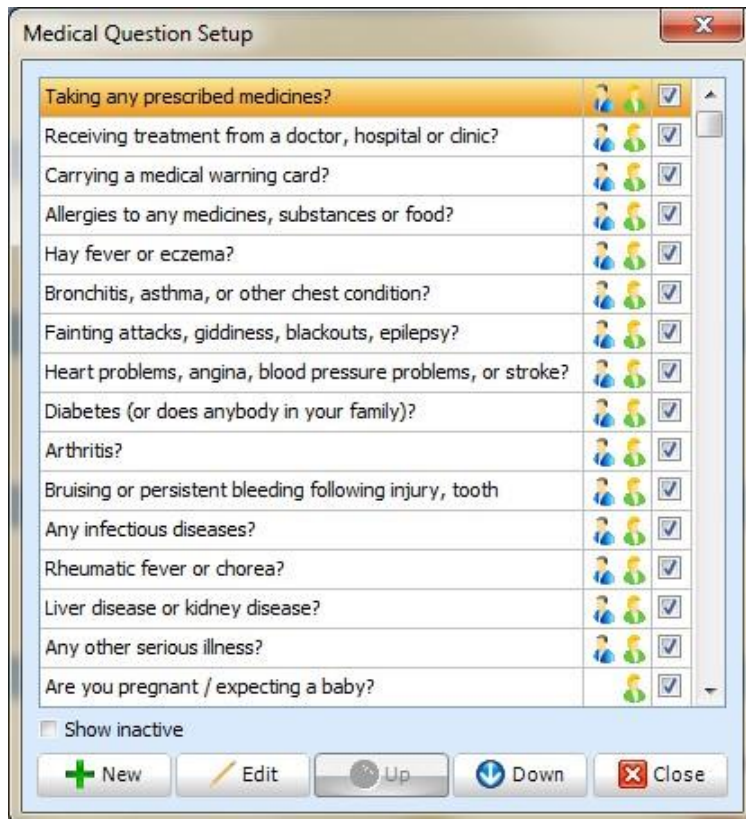 Medical Question Setup
Taking any prescribed medicines?
Receiving treatment from a doctor, hospital or clinic?
Carrying a medical warning card?
Allergies to any medicines, substances or food?
Hay fever or eczema?
Bronchitis, asthma, or other chest condition?
Fainting attacks, giddiness, blackouts, epilepsy?
Heart problems, angina, blood pressure problems, or stroke?
Diabetes (or does anybody in your family)?
Arthritis?
Bruising or persistent bleeding following injury, tooth
Any infectious diseases?
Rheumatic fever or chorea?
Liver disease or kidney disease?
Any other serious illness?
Are you pregnant / expecting a baby?
Show inactive
New Edit Up Down Close